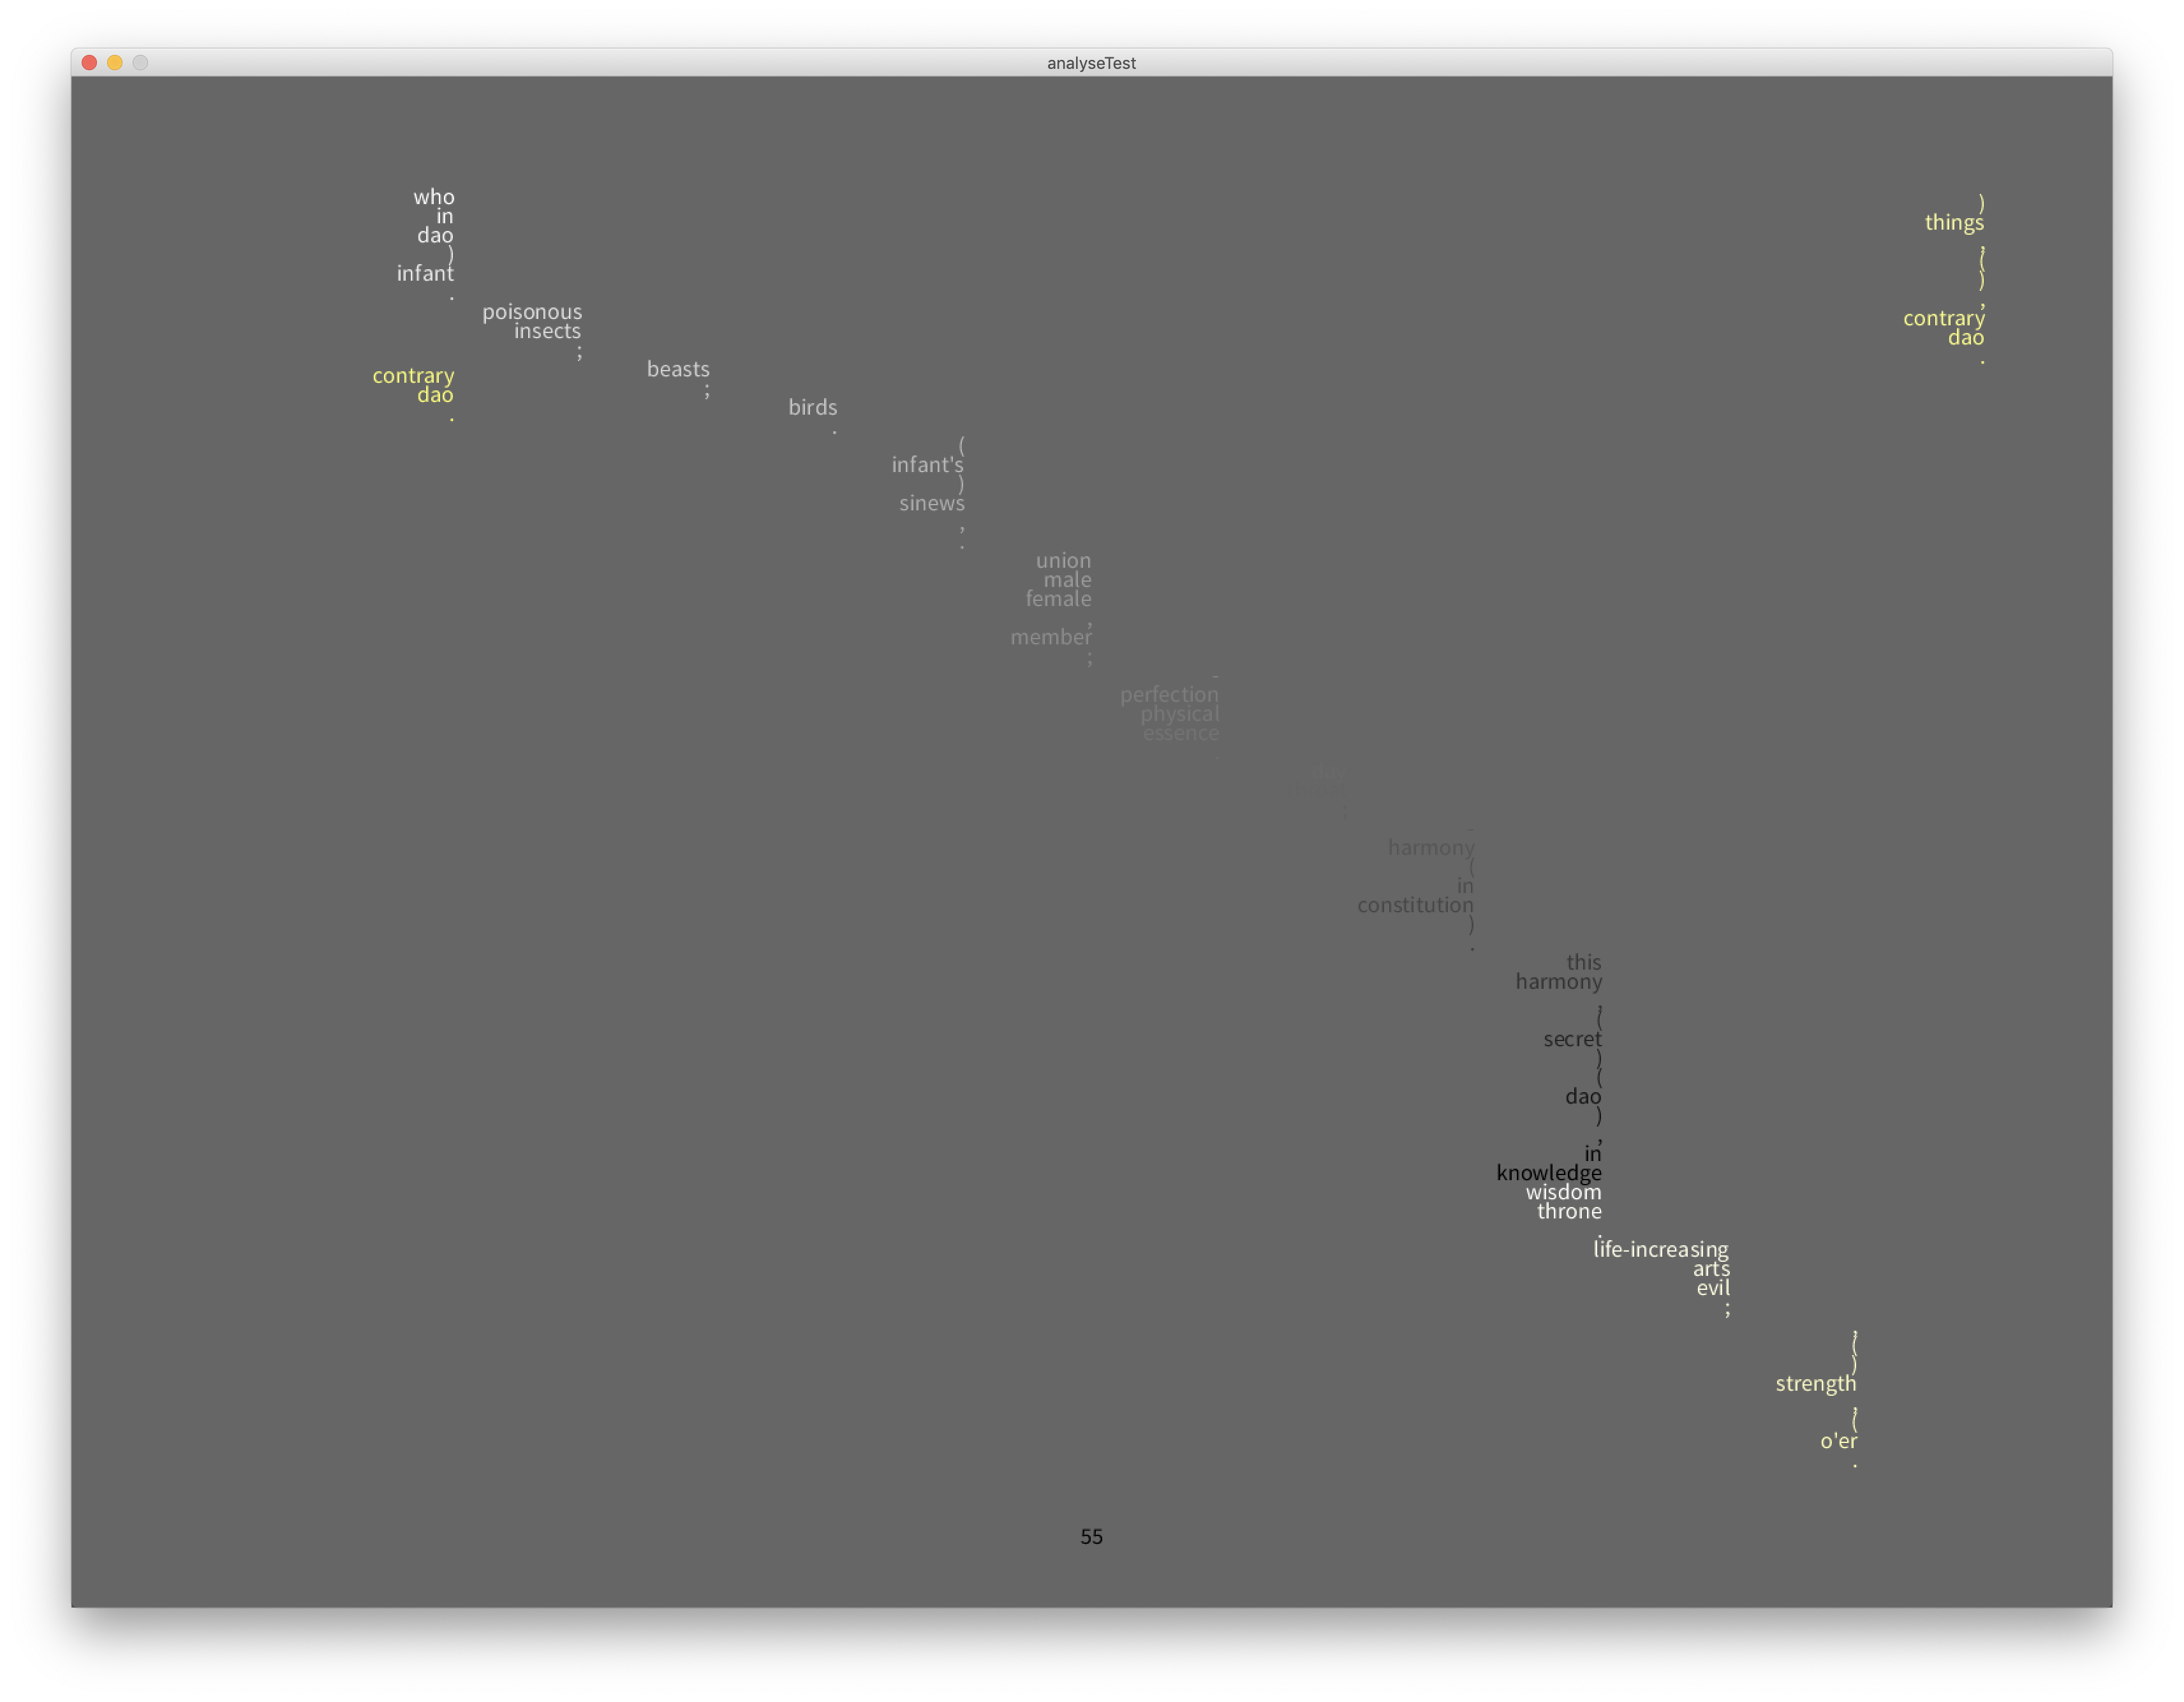 analyseTest
who
in
dao
)
infant
.
poisonous
insects
;
beasts
;
birds
.
(
infant's
)
sinews
,
.
union
male
female
,
member
;
-
perfection
physical
essence
.
;
-
harmony
(
in
constitution
)
.
this
harmony
,
(
secret
)
(
dao
)
,
in
knowledge
wisdom
throne
.
life-increasing
arts
evil
;
,
(
)
strength
,
(
o'er
.
)
things
,
(
)
,
contrary
dao
.
contrary
dao
.
55